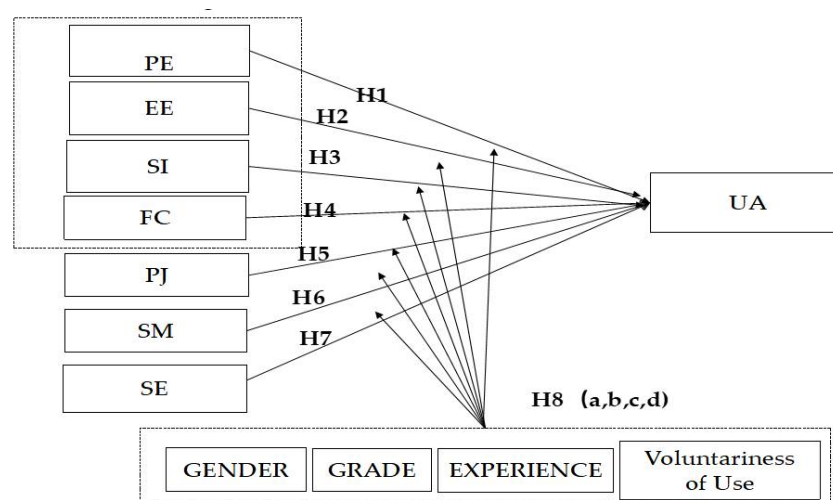 PE
H1
EE
H2
SI
H3
FC
H4
UA
PJ
H5
SM
H6
SE
H7
H8 (a,b,c,d)
GENDER
GRADE
EXPERIENCE
Voluntariness
of Use